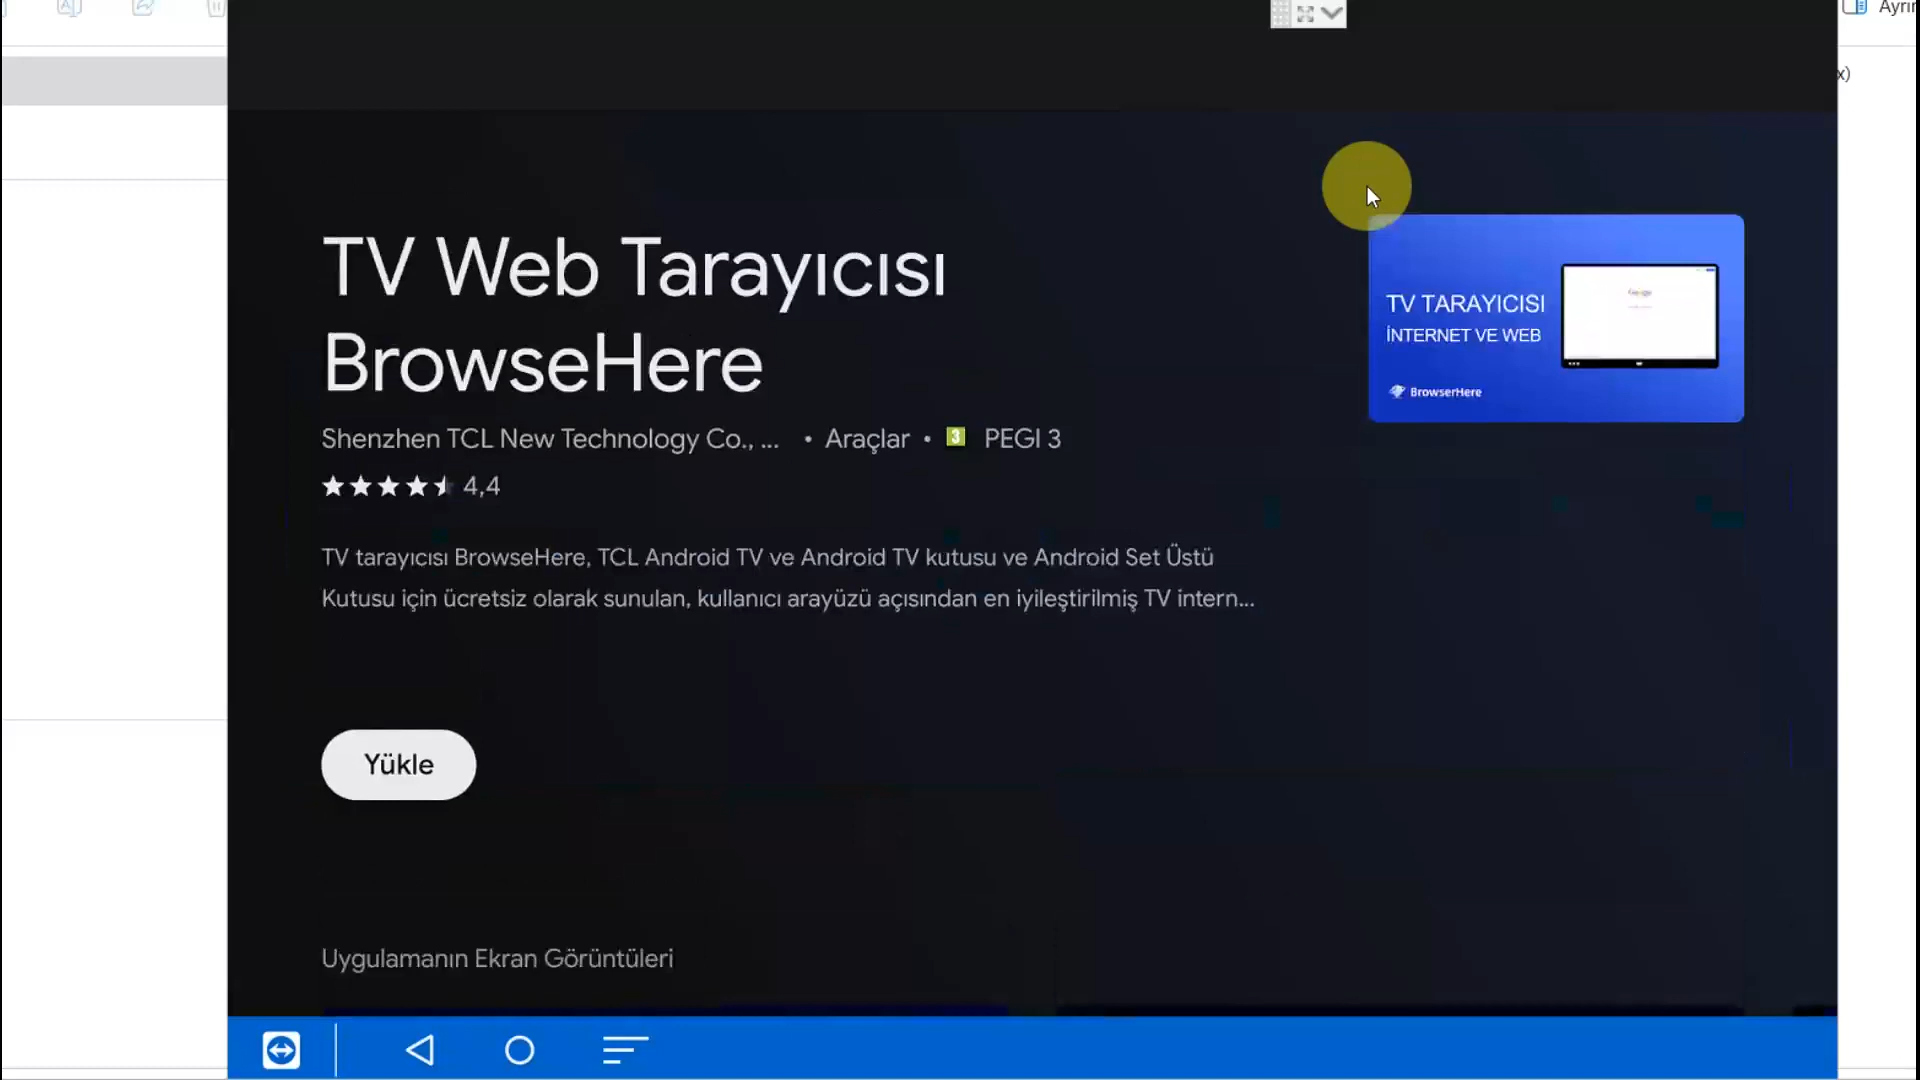 Ayrır
x)
TV Web Tarayıcısı
BrowseHere
Shenzhen TCL New Technology Co., ... • Araçlar • 3 PEGI 3
4,4
TV tarayıcısı BrowseHere, TCL Android TV ve Android TV kutusu ve Android Set Üstü
Kutusu için ücretsiz olarak sunulan, kullanıcı arayüzü açısından en iyileştirilmiş TV intern...
TV TARAYICISI
İNTERNET VE WEB
Google
BrowserHere
Yükle
Uygulamanın Ekran Görüntüleri